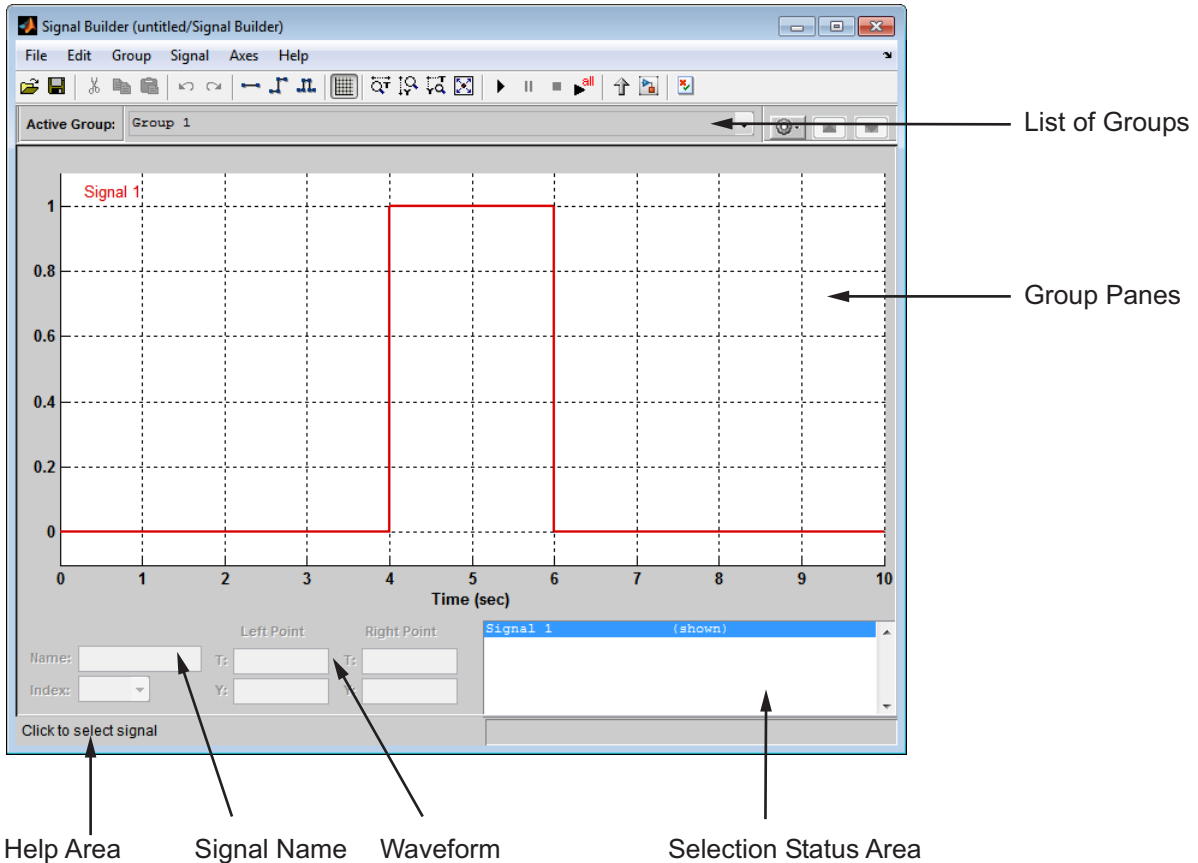 Signal Builder (untitled/Signal Builder)
File Edit Group Signal Axes Help
all
Active Group: Group 1
List of Groups
Signal 1
1
0.8
Group Panes
0.6
0.4
0.2
0
0 1 2 3 4 5 6 7 8 9 10
Time (sec)
Left Point Right Point
Signal 1 (shown)
Name: T: T:
Index: Y: Y:
Click to select signal
Help Area Signal Name Waveform Selection Status Area